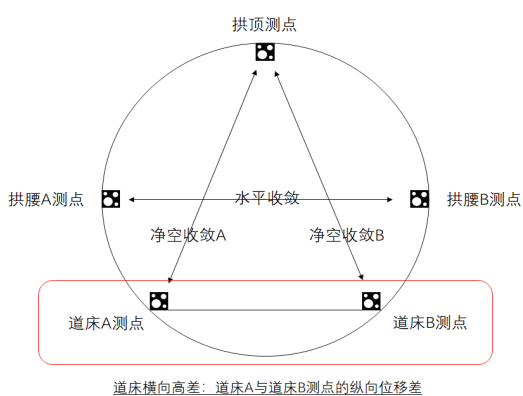 拱顶测点
拱腰A测点
水平收敛
拱腰B测点
净空收敛A
净空收敛B
道床A测点
道床B测点
道床横向高差：道床A与道床B测点的纵向位移差